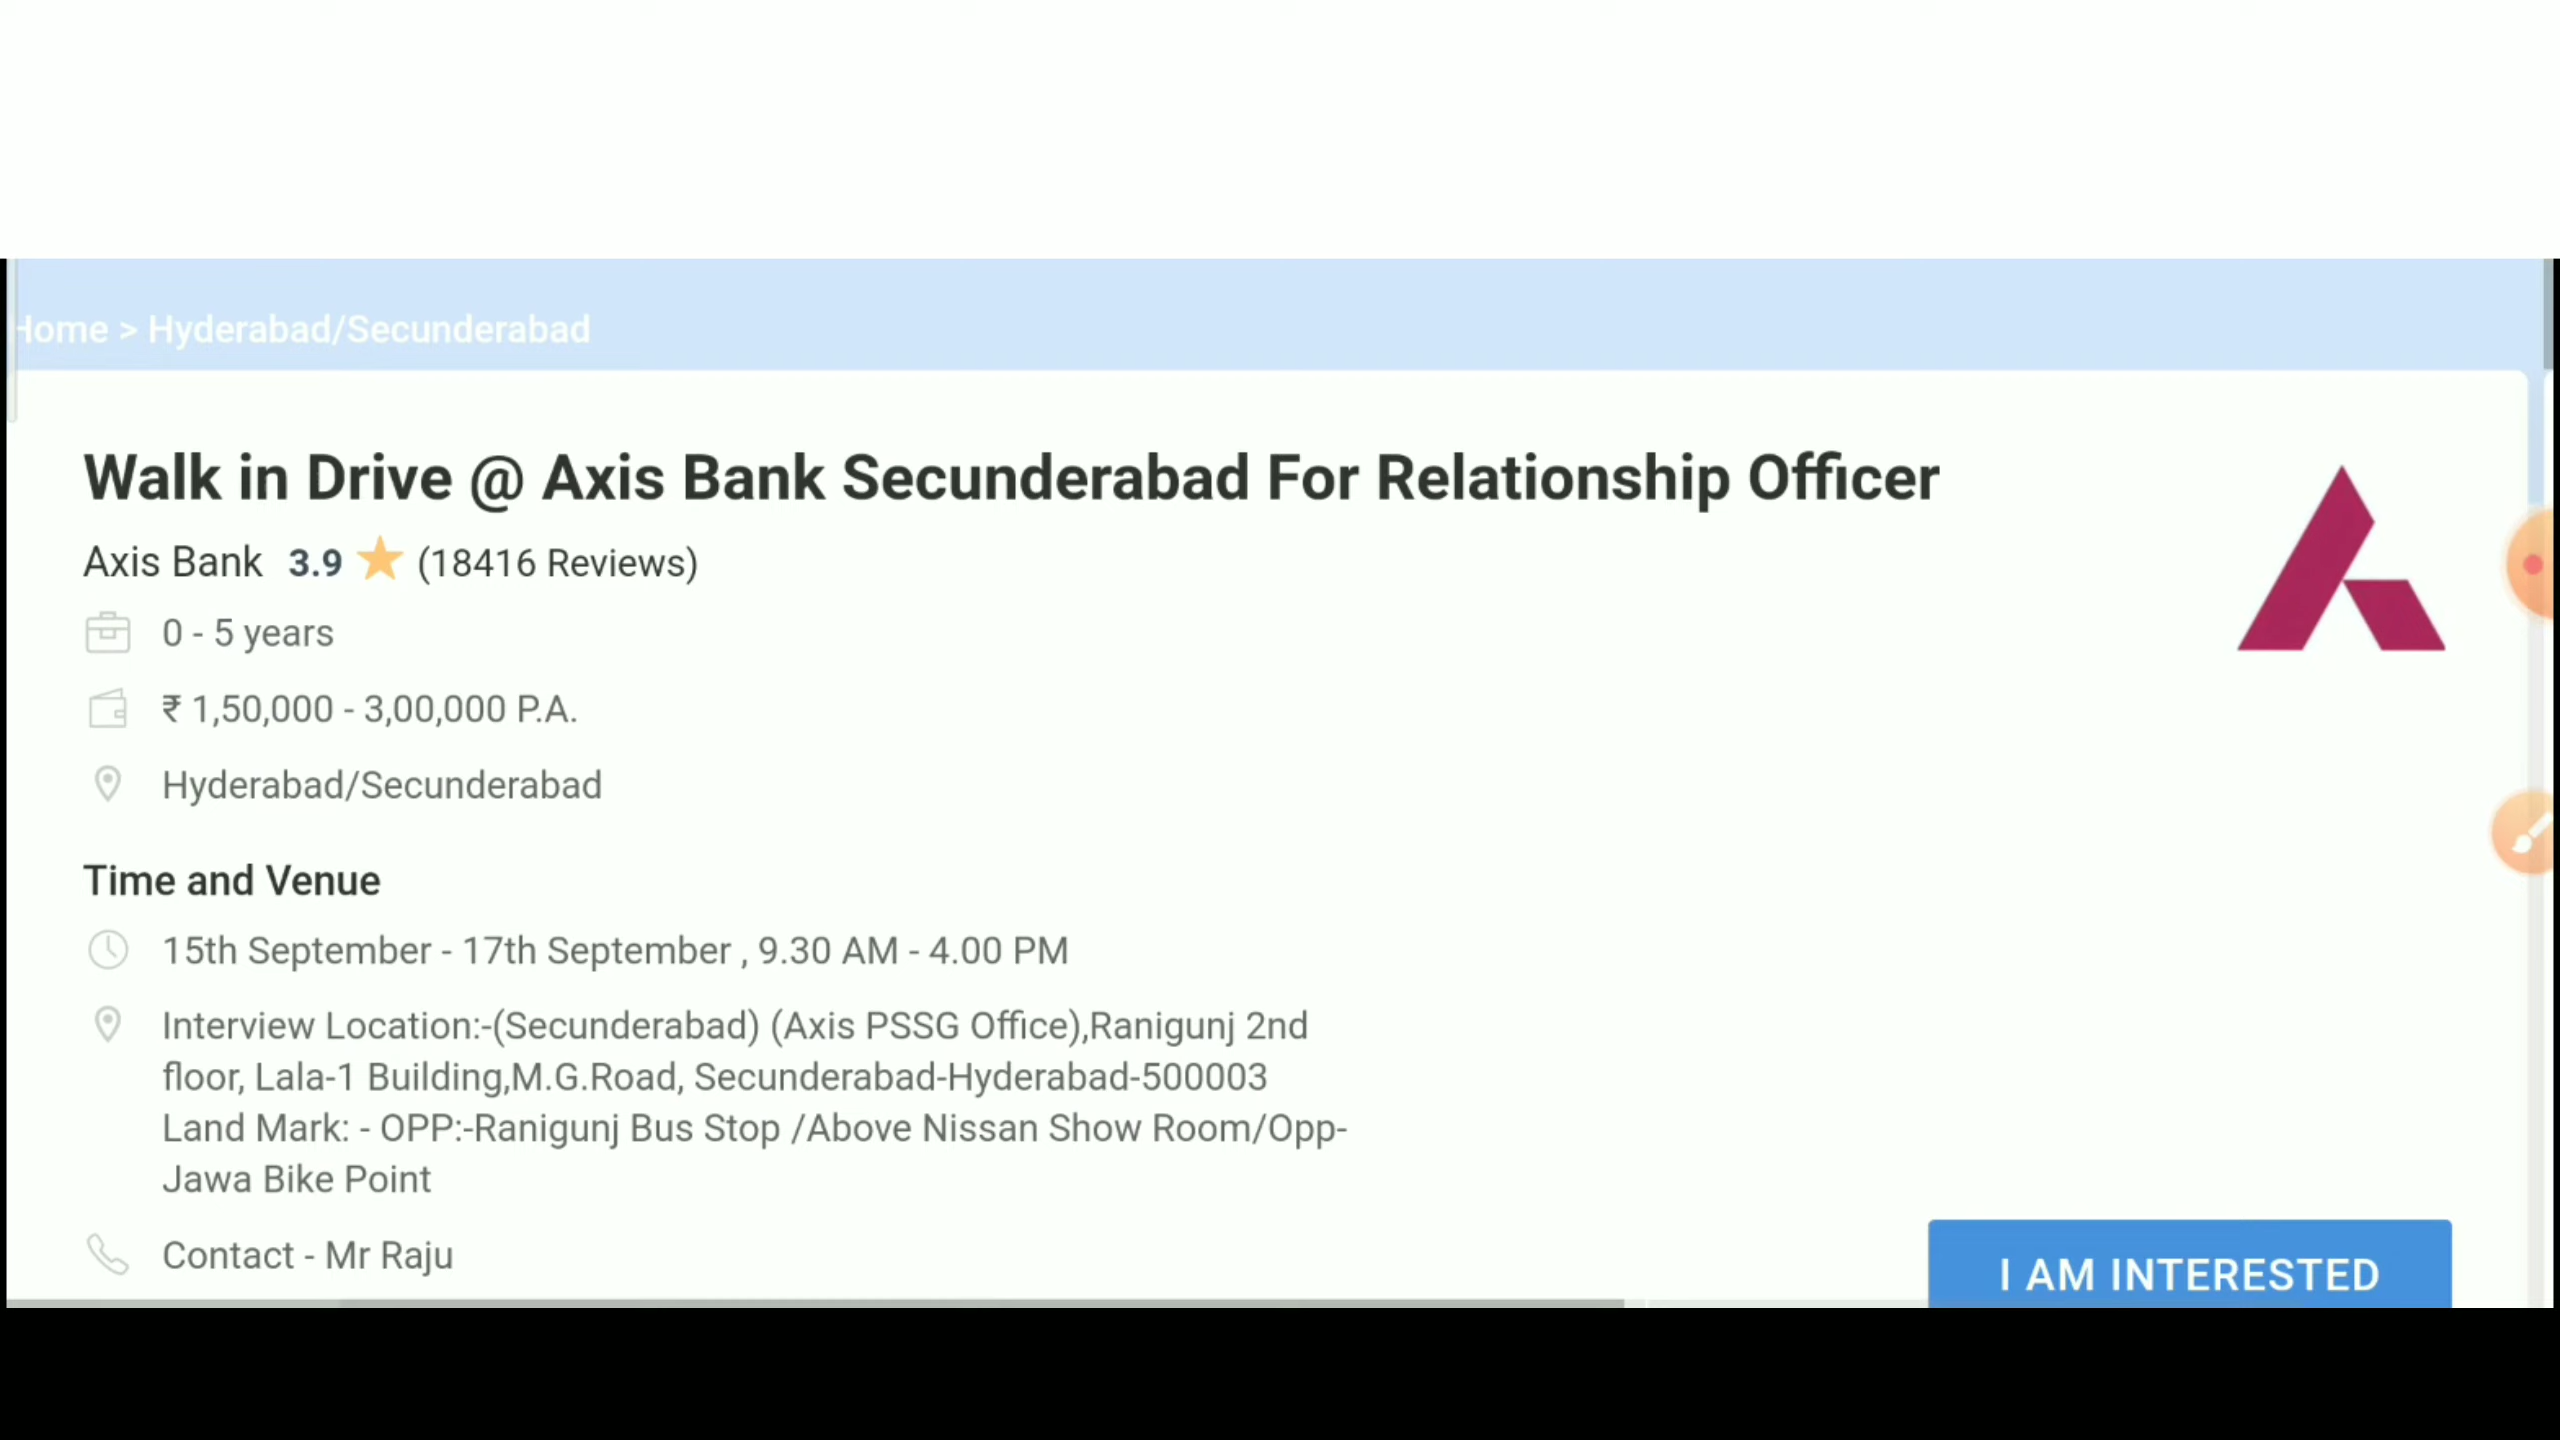 Home > Hyderabad/Secunderabad
Walk in Drive @ Axis Bank Secunderabad For Relationship Officer
Axis Bank 3.9 (18416 Reviews)
0 - 5 years
₹ 1,50,000 - 3,00,000 P.A.
Hyderabad/Secunderabad
Time and Venue
15th September - 17th September , 9.30 AM - 4.00 PM
Interview Location:-(Secunderabad) (Axis PSSG Office),Ranigunj 2nd
floor, Lala-1 Building,M.G.Road, Secunderabad-Hyderabad-500003
Land Mark: - OPP:-Ranigunj Bus Stop /Above Nissan Show Room/Opp-
Jawa Bike Point
Contact - Mr Raju
I AM INTERESTED